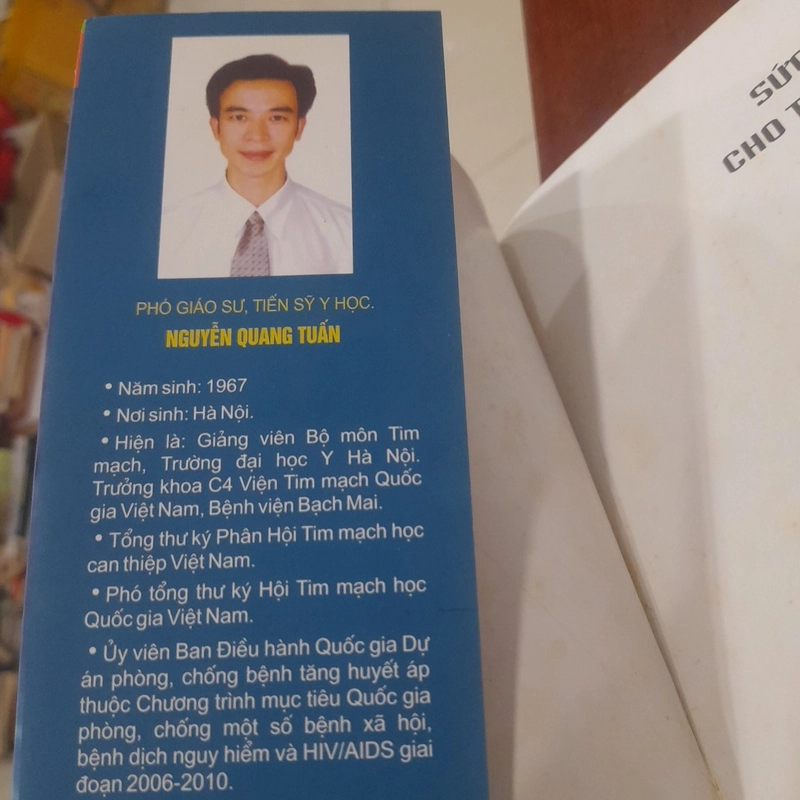 PHÓ GIÁO SƯ, TIẾN SỸ Y HỌC.
NGUYỄN QUANG TUẤN
• Năm sinh: 1967
• Nơi sinh: Hà Nội.
• Hiện là: Giảng viên Bộ môn Tim
mạch, Trường đại học Y Hà Nội.
Trưởng khoa C4 Viện Tim mạch Quốc
gia Việt Nam, Bệnh viện Bạch Mai.
• Tổng thư ký Phân Hội Tim mạch học
can thiệp Việt Nam.
• Phó tổng thư ký Hội Tim mạch học
Quốc gia Việt Nam.
• Ủy viên Ban Điều hành Quốc gia Dự
án phòng, chống bệnh tăng huyết áp
thuộc Chương trình mục tiêu Quốc gia
phòng, chống một số bệnh xã hội,
bệnh dịch nguy hiểm và HIV/AIDS giai
đoạn 2006-2010.
CHO